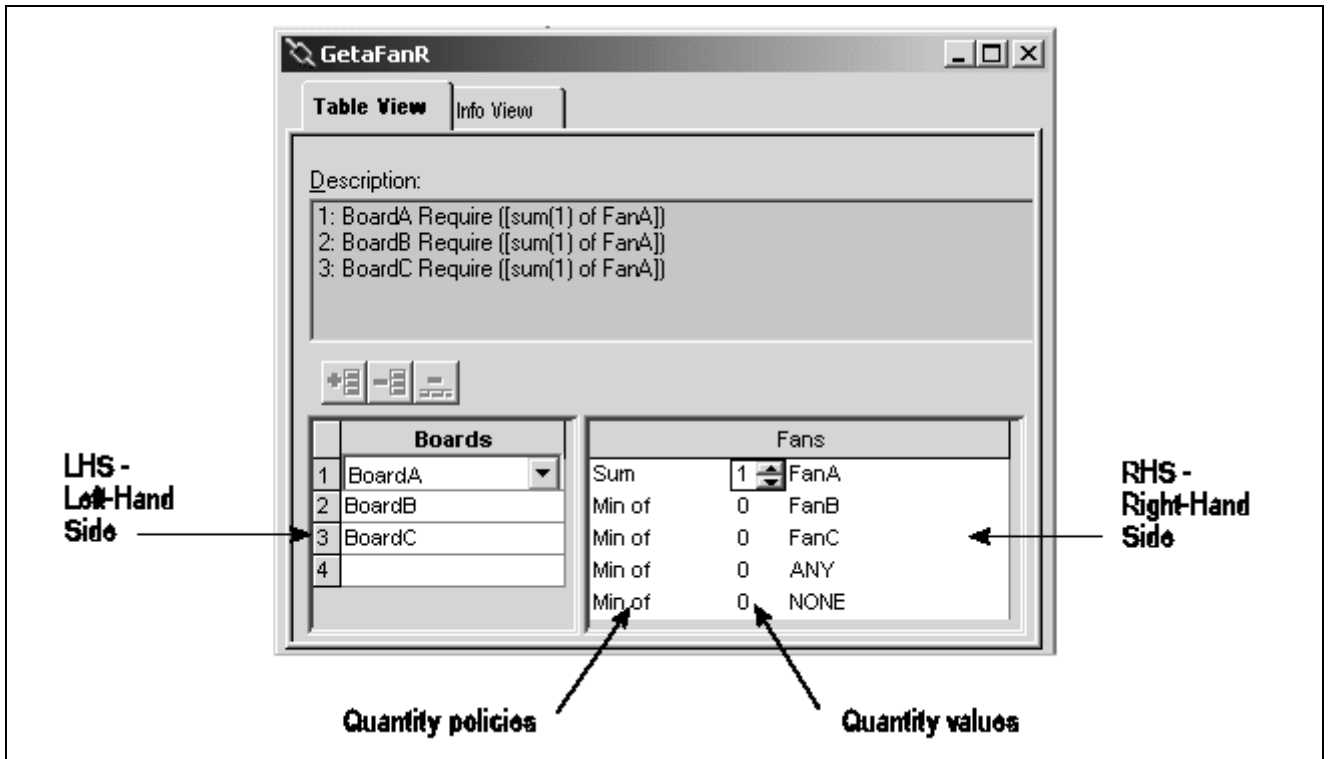 GetaFanR
Table View
Info View
Description:
1: BoardA Require ([sum(1) of FanA])
2: BoardB Require ([sum(1) of FanA])
3: BoardC Require ([sum(1) of FanA])
Boards
1 BoardA
2 BoardB
3 BoardC
4
Fans
Sum 1 FanA
Min of 0 FanB
Min of 0 FanC
Min of 0 ANY
Min of 0 NONE
LHS -
Left-Hand
Side
RHS -
Right-Hand
Side
Quantity policies
Quantity values